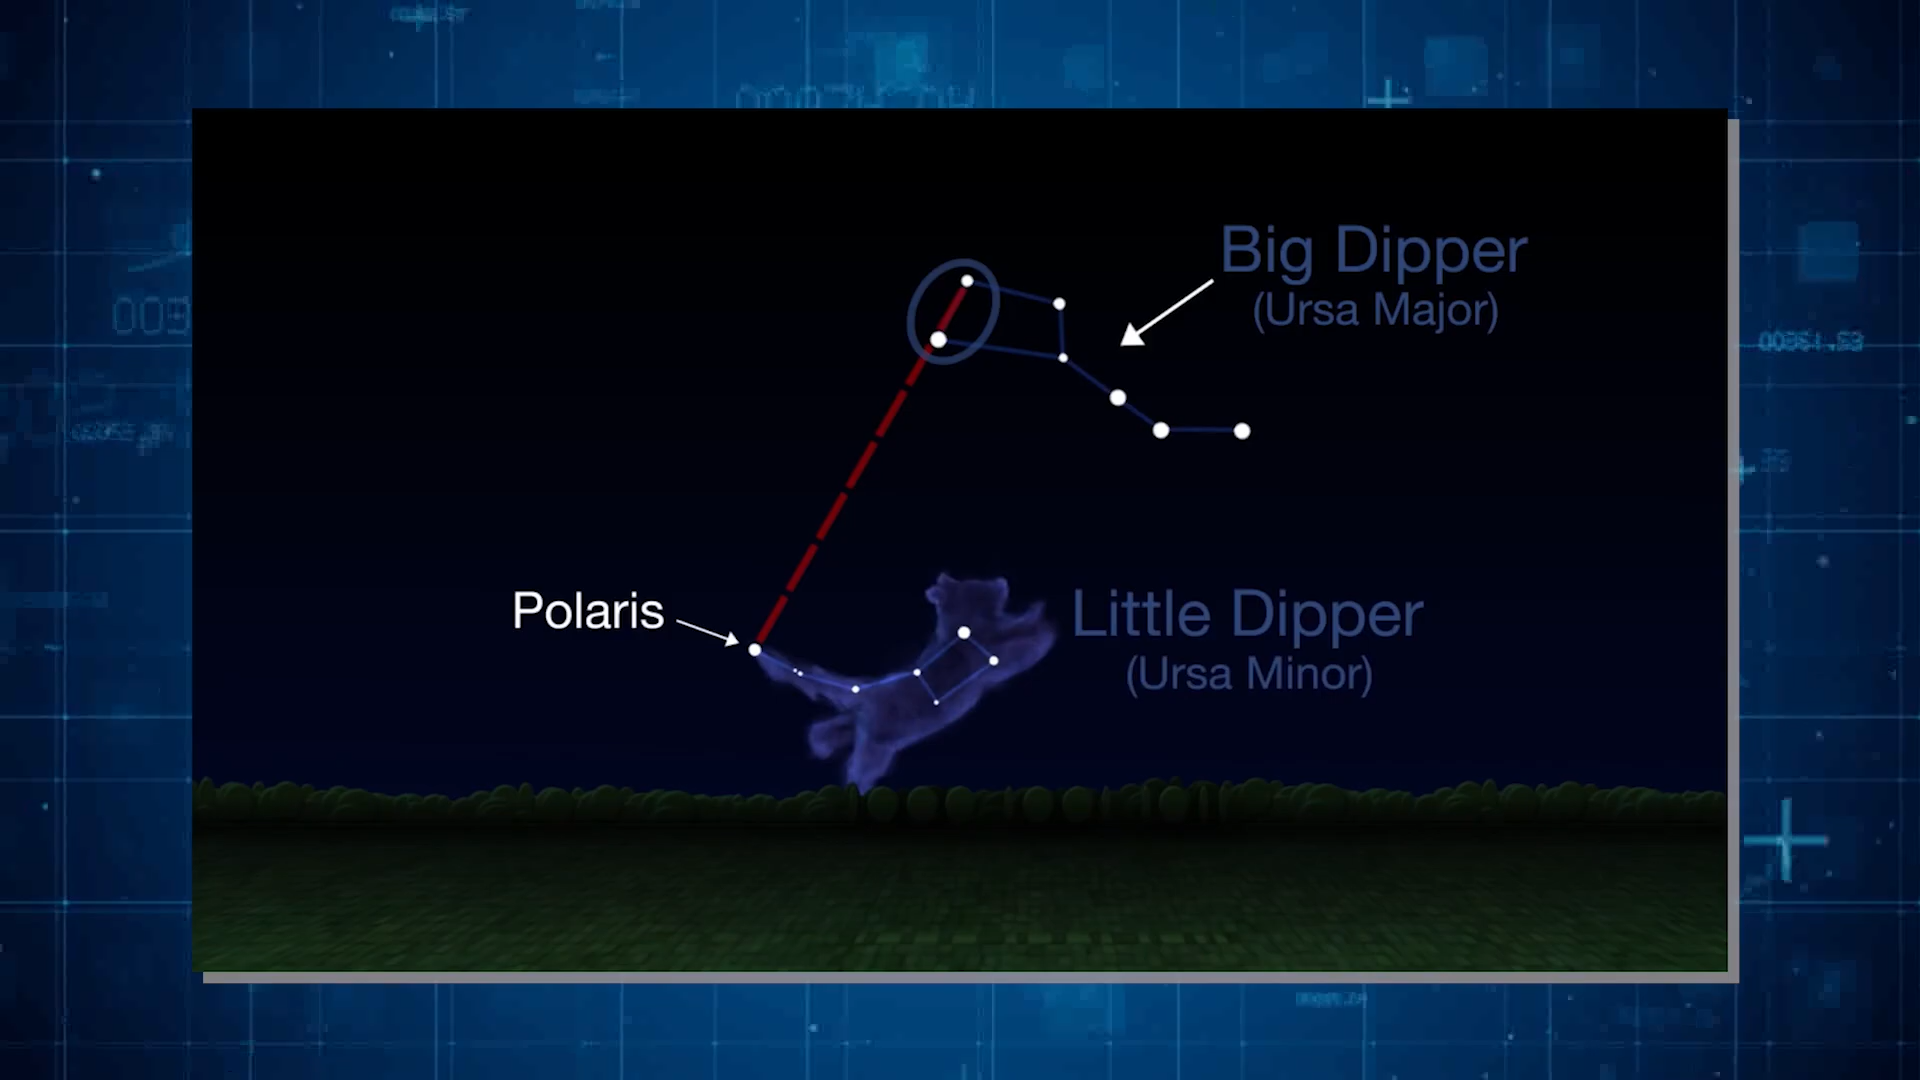 Big Dipper
(Ursa Major)
Polaris
Little Dipper
(Ursa Minor)